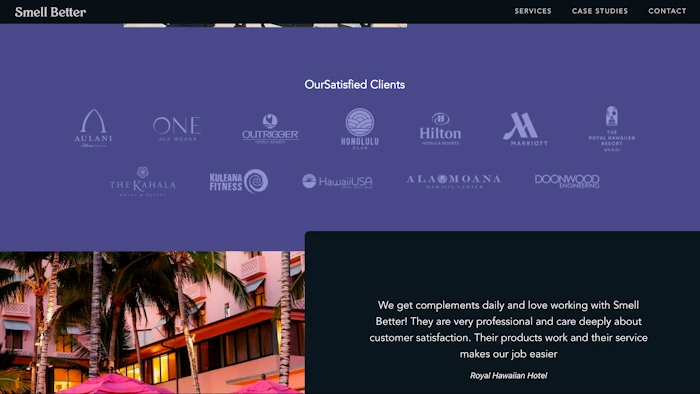 Smell Better
SERVICES CASE STUDIES CONTACT
OurSatisfied Clients
AULANI
ONE
ALA MOANA
OUTRIGGER
HOTELS • RESORTS
HONOLULU
CLUB
Hilton
HOTELS & RESORTS
MARRIOTT
THE
ROYAL HAWAIIAN
RESORT
WAIKIKI
THE KAHALA
HOTEL & RESORT
KULEANA
FITNESS
HawaiiUSA
ALA MOANA
HAWAII'S CENTER
DOONWOOD
ENGINEERING
We get complements daily and love working with Smell
Better! They are very professional and care deeply about
customer satisfaction. Their products work and their service
makes our job easier
Royal Hawaiian Hotel